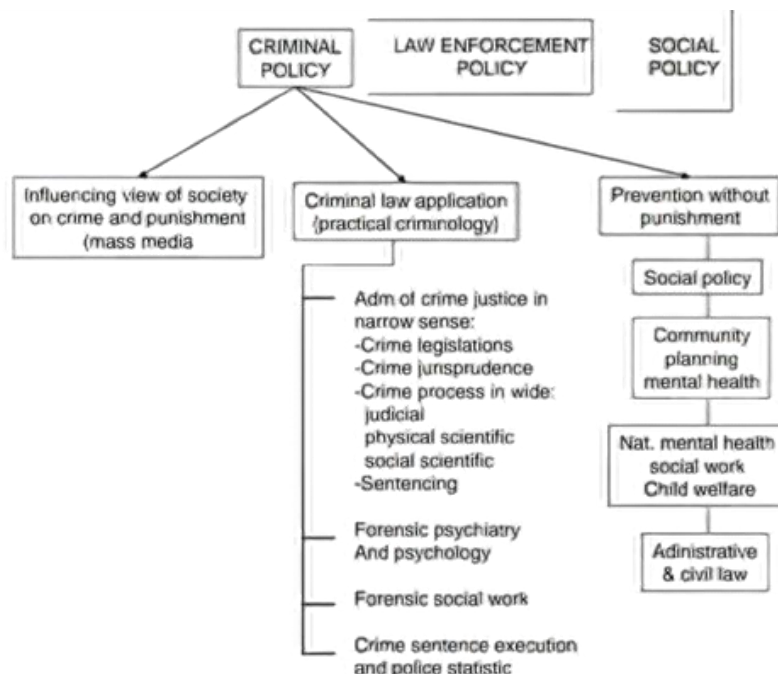 CRIMINAL
POLICY
LAW ENFORCEMENT
POLICY
SOCIAL
POLICY
Influencing view of society
on crime and punishment
(mass media
Criminal law application
(practical criminology)
Prevention without
punishment
Adm of crime justice in
narrow sense:
-Crime legislations
-Crime jurisprudence
-Crime process in wide:
judicial
physical scientific
social scientific
-Sentencing
Forensic psychiatry
And psychology
Forensic social work
Crime sentence execution
and police statistic
Social policy
Community
planning
mental health
Nat. mental health
social work
Child welfare
Adinistrative
& civil law